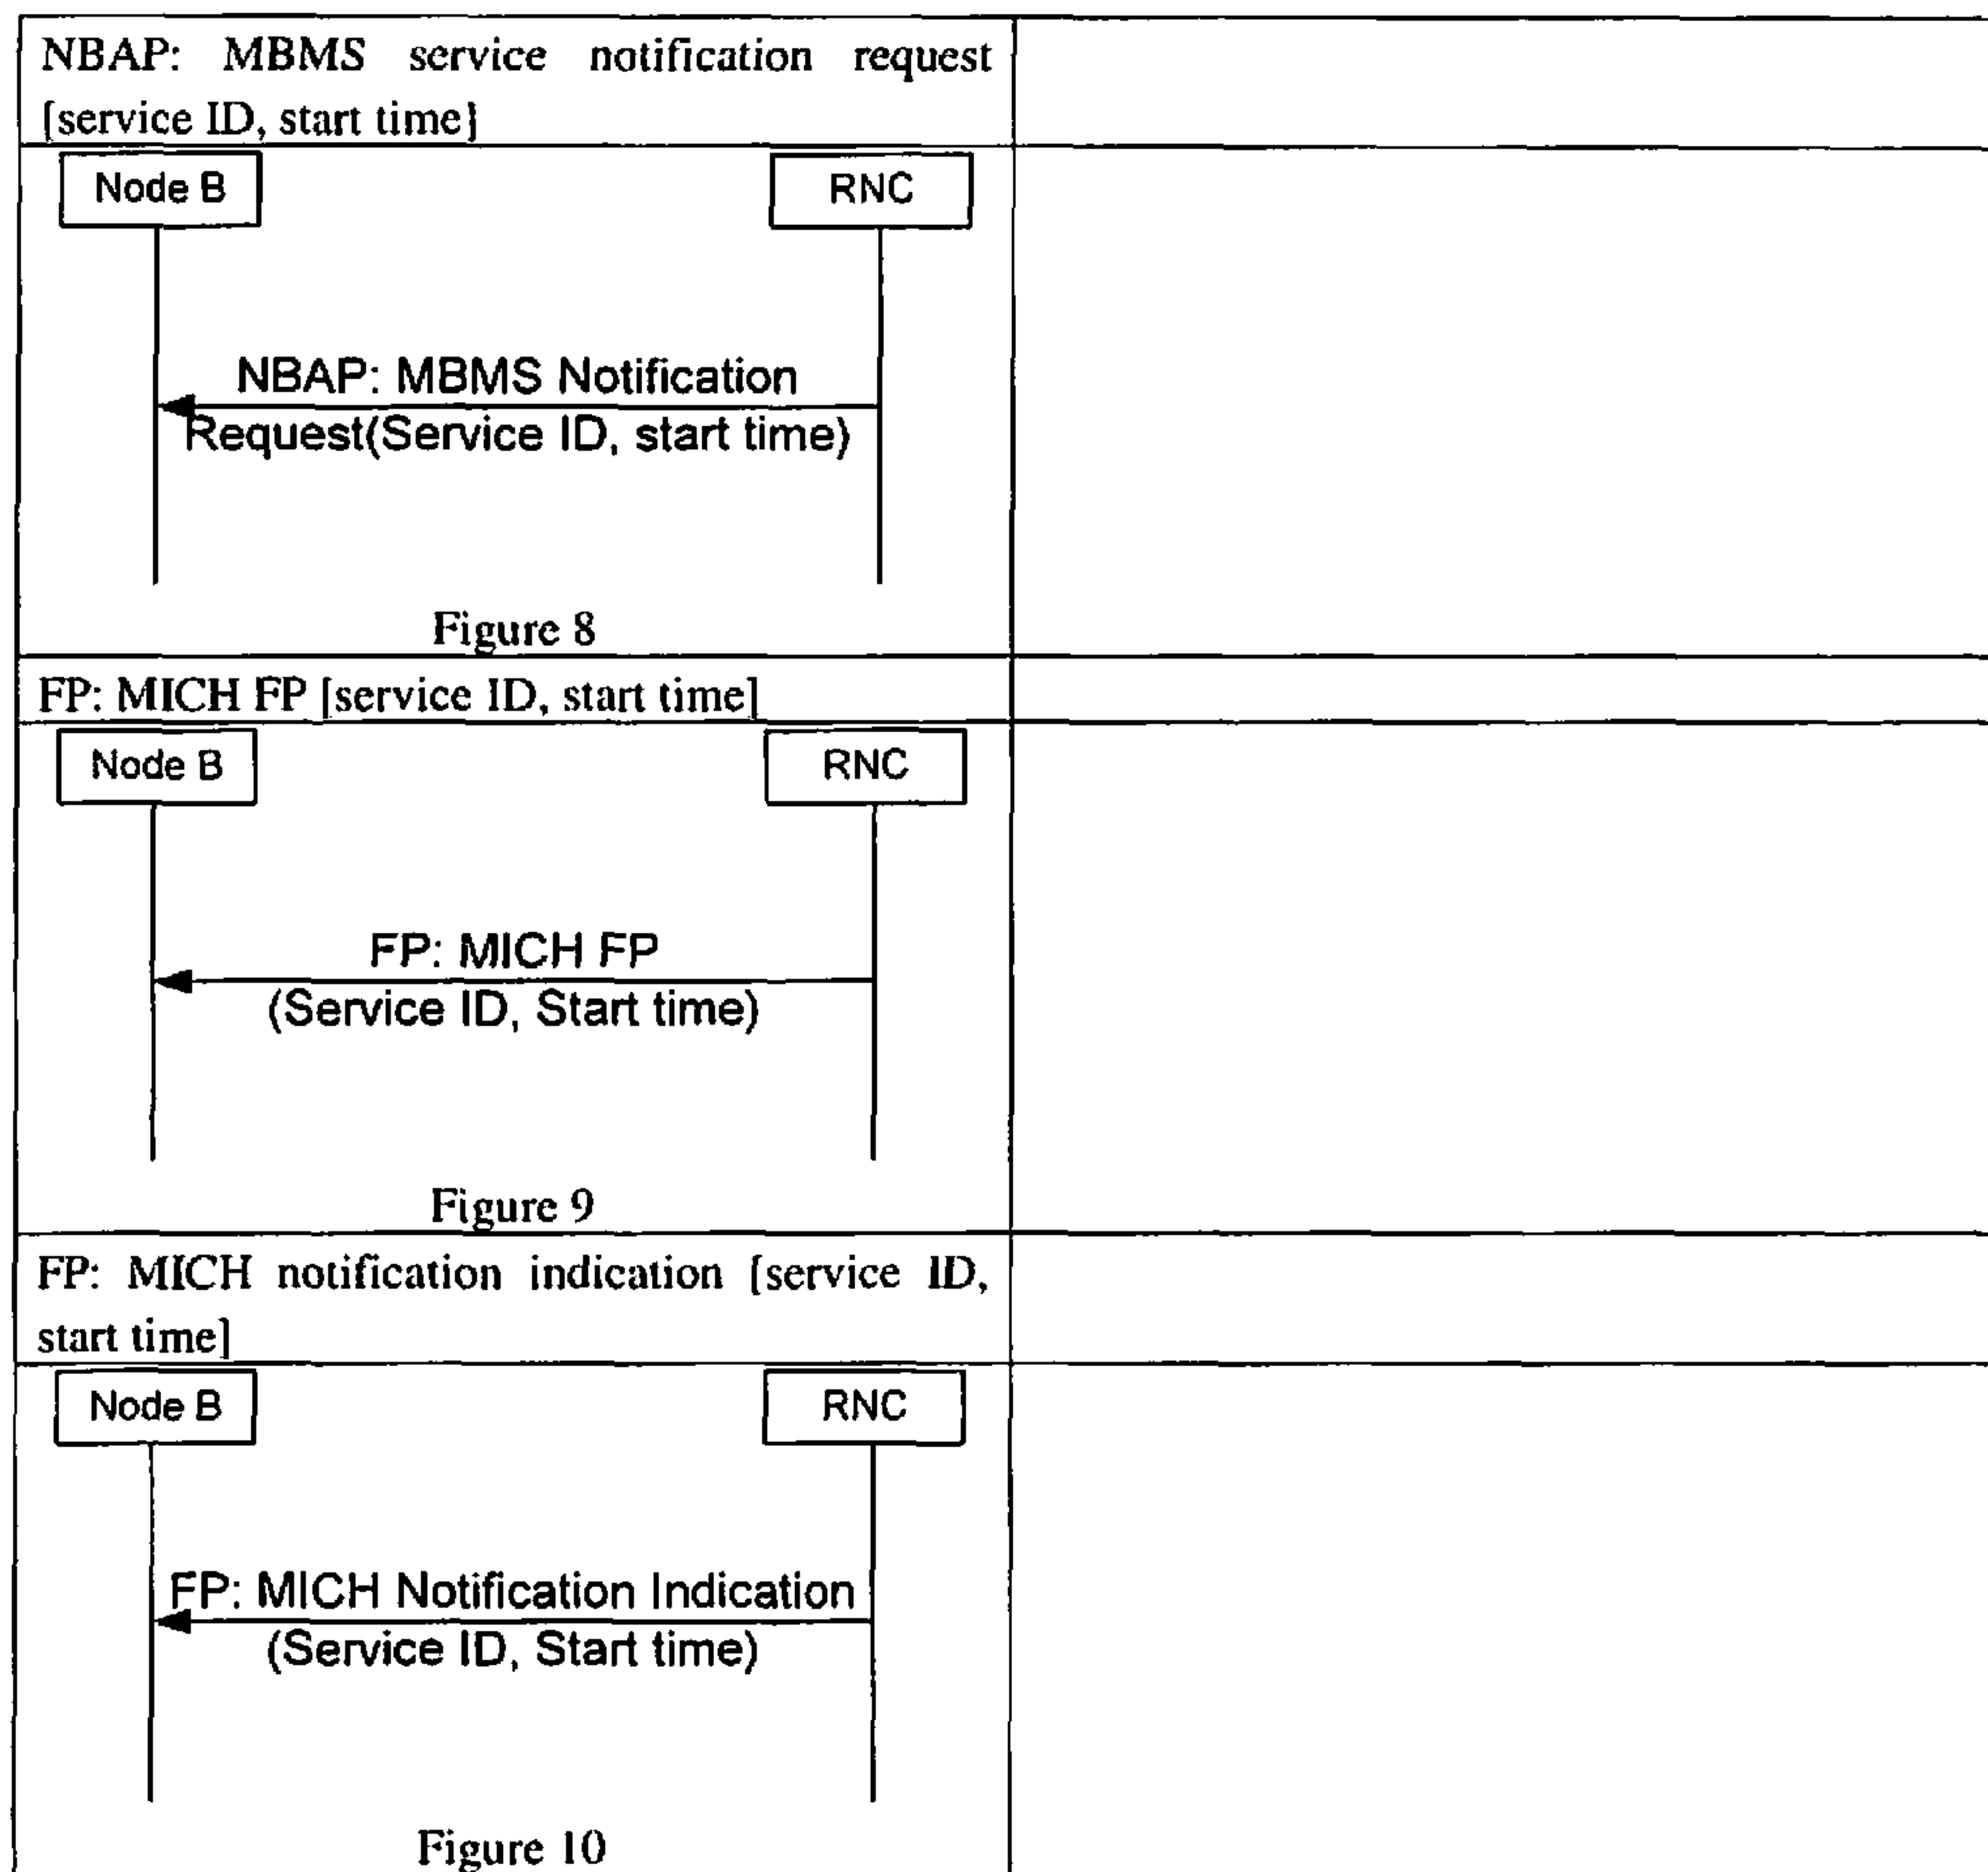 NBAP: MBMS service notification request
[service ID, start time]
Node B
RNC
NBAP: MBMS Notification
Request(Service ID, start time)
Figure 8
FP: MICH FP [service ID, start time]
Node B
RNC
FP: MICH FP
(Service ID, Start time)
Figure 9
FP: MICH notification indication [service ID,
start time]
Node B
RNC
FP: MICH Notification Indication
(Service ID, Start time)
Figure 10